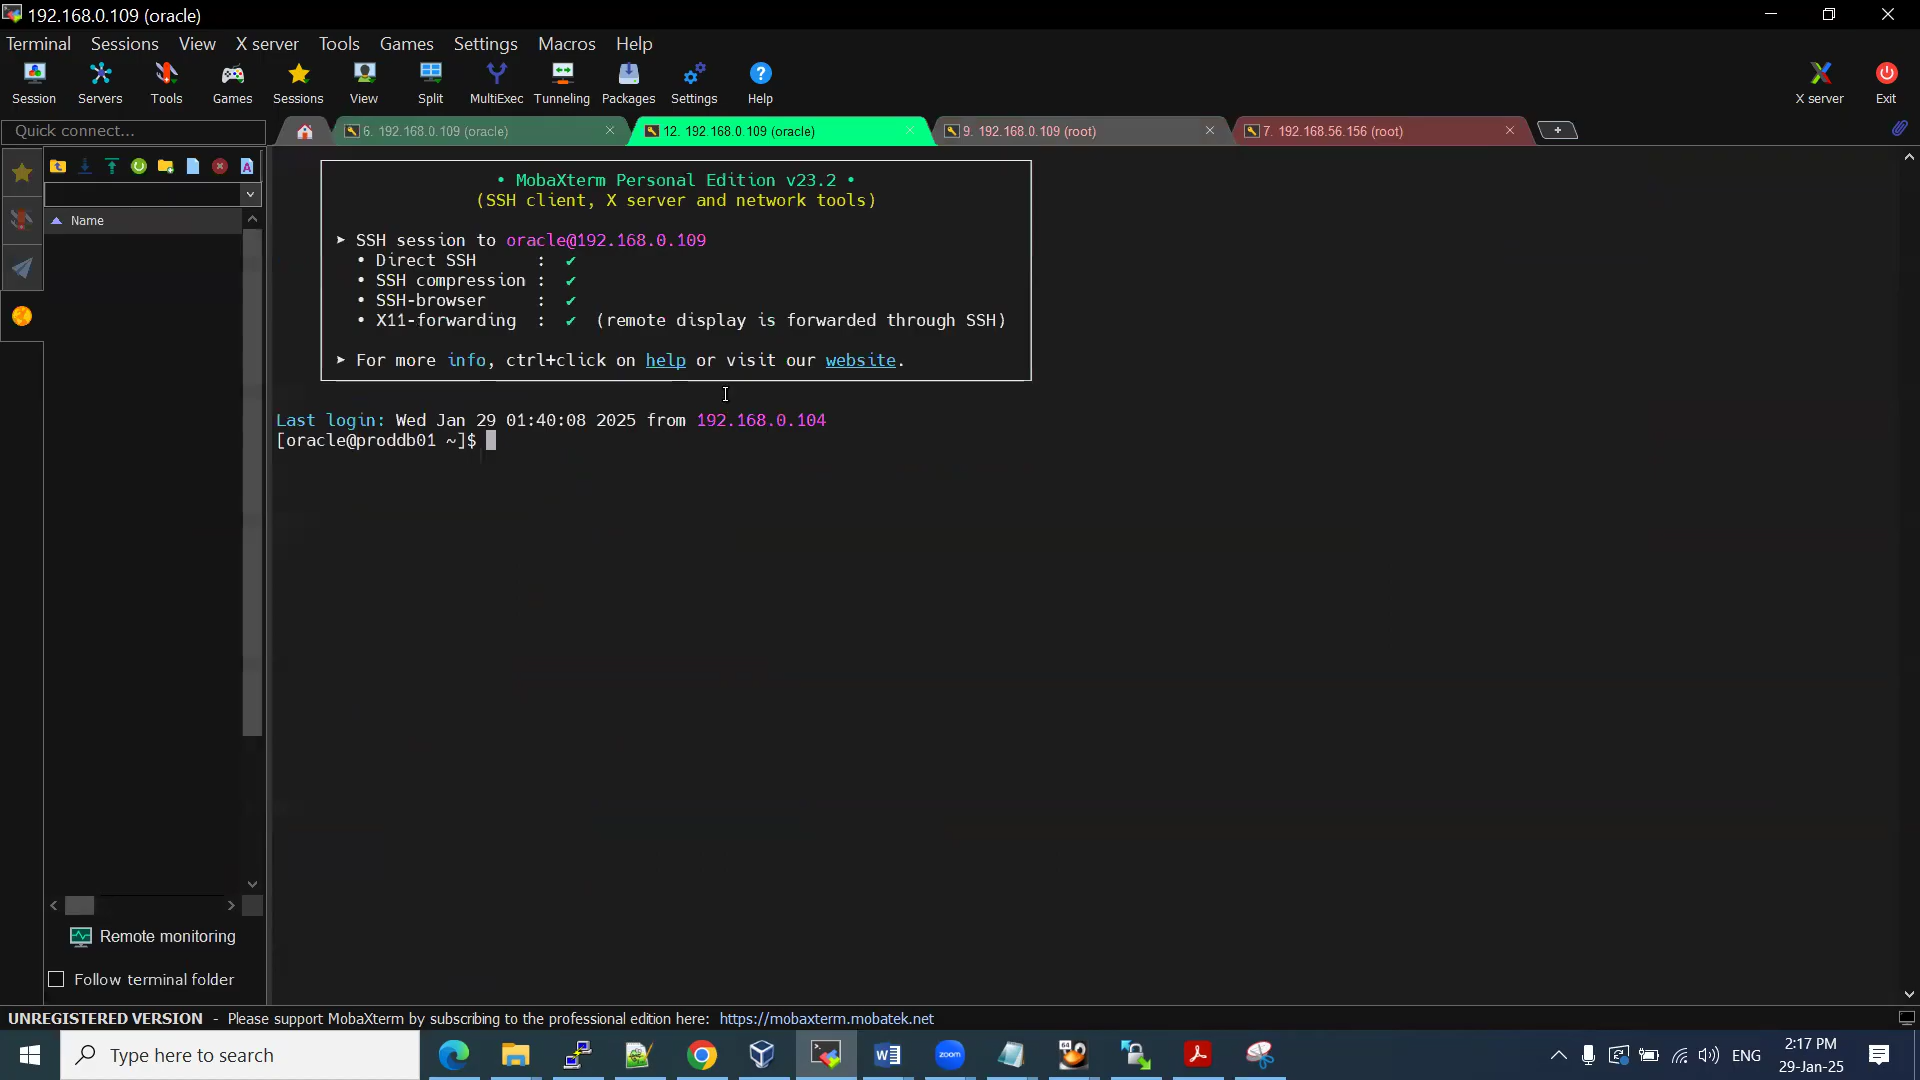 192.168.0.109 (oracle)
Terminal Sessions View X server Tools Games Settings Macros Help
Session Servers Tools Games Sessions View Split MultiExec Tunneling Packages Settings Help X server Exit
Quick connect...
6. 192.168.0.109 (oracle)
12. 192.168.0.109 (oracle)
9. 192.168.0.109 (root)
7. 192.168.56.156 (root)
Name
• MobaXterm Personal Edition v23.2 •
(SSH client, X server and network tools)
➤ SSH session to oracle@192.168.0.109
• Direct SSH : ✔
• SSH compression : ✔
• SSH-browser : ✔
• X11-forwarding : ✔ (remote display is forwarded through SSH)
➤ For more info, ctrl+click on help or visit our website.
Last login: Wed Jan 29 01:40:08 2025 from 192.168.0.104
[oracle@proddb01 ~]$
Remote monitoring
Follow terminal folder
UNREGISTERED VERSION - Please support MobaXterm by subscribing to the professional edition here: https://mobaxterm.mobatek.net
Type here to search
zoom
ENG
2:17 PM
29-Jan-25